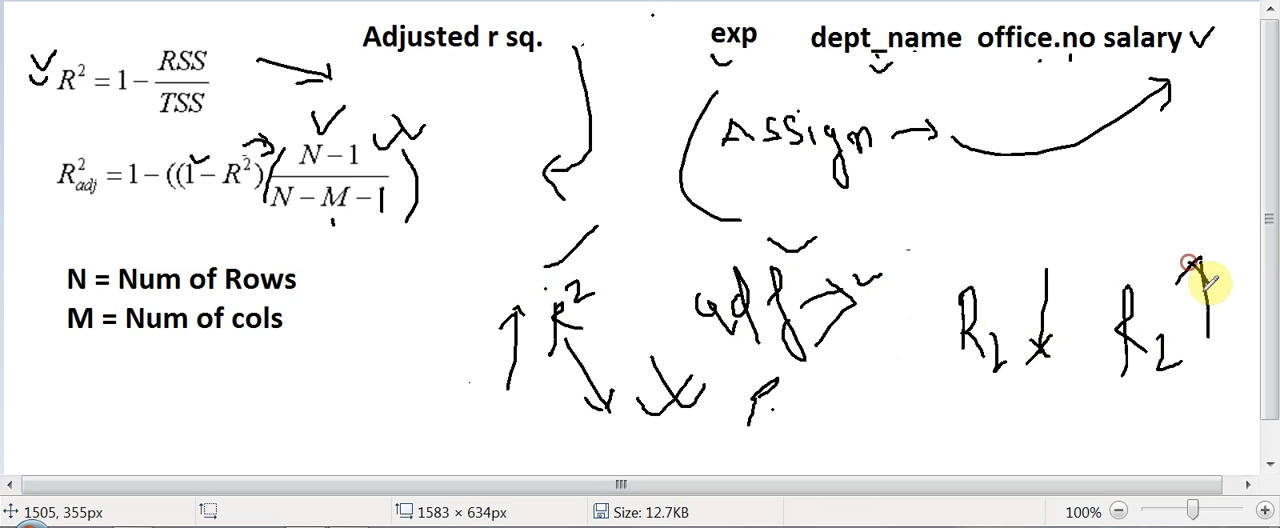 Adjusted r sq. exp dept_name office.no salary
R² = 1 − RSS / TSS
Assign
R²adj = 1 − ((1 − R²)(N − 1 / N − M − 1)
N = Num of Rows
M = Num of cols
R² adj R2 R2
1505, 355px 1583 × 634px Size: 12.7KB 100%